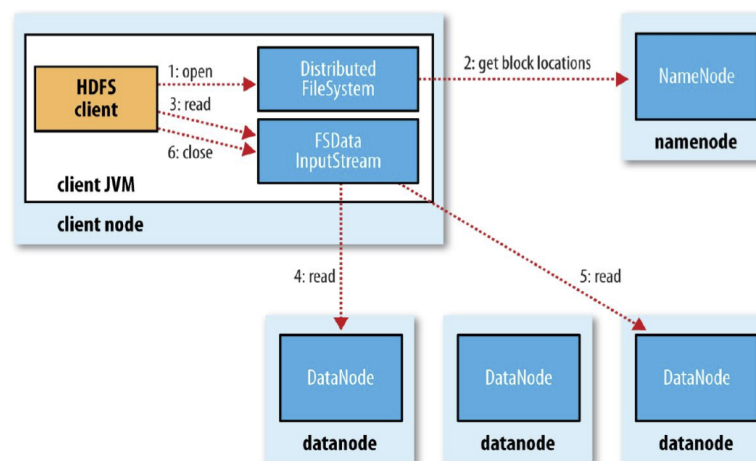 1: open
2: get block locations
HDFS
client
Distributed
FileSystem
NameNode
3: read
6: close
FSData
InputStream
namenode
client JVM
client node
4: read
5: read
DataNode
DataNode
DataNode
datanode
datanode
datanode